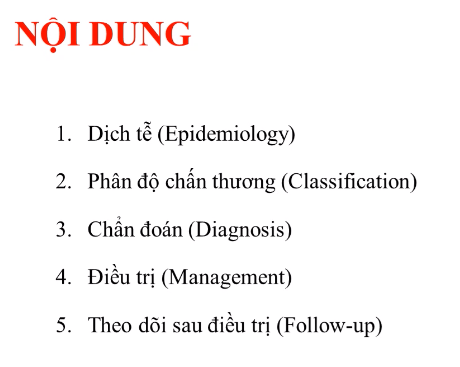 NỘI DUNG
1. Dịch tễ (Epidemiology)
2. Phân độ chấn thương (Classification)
3. Chẩn đoán (Diagnosis)
4. Điều trị (Management)
5. Theo dõi sau điều trị (Follow-up)